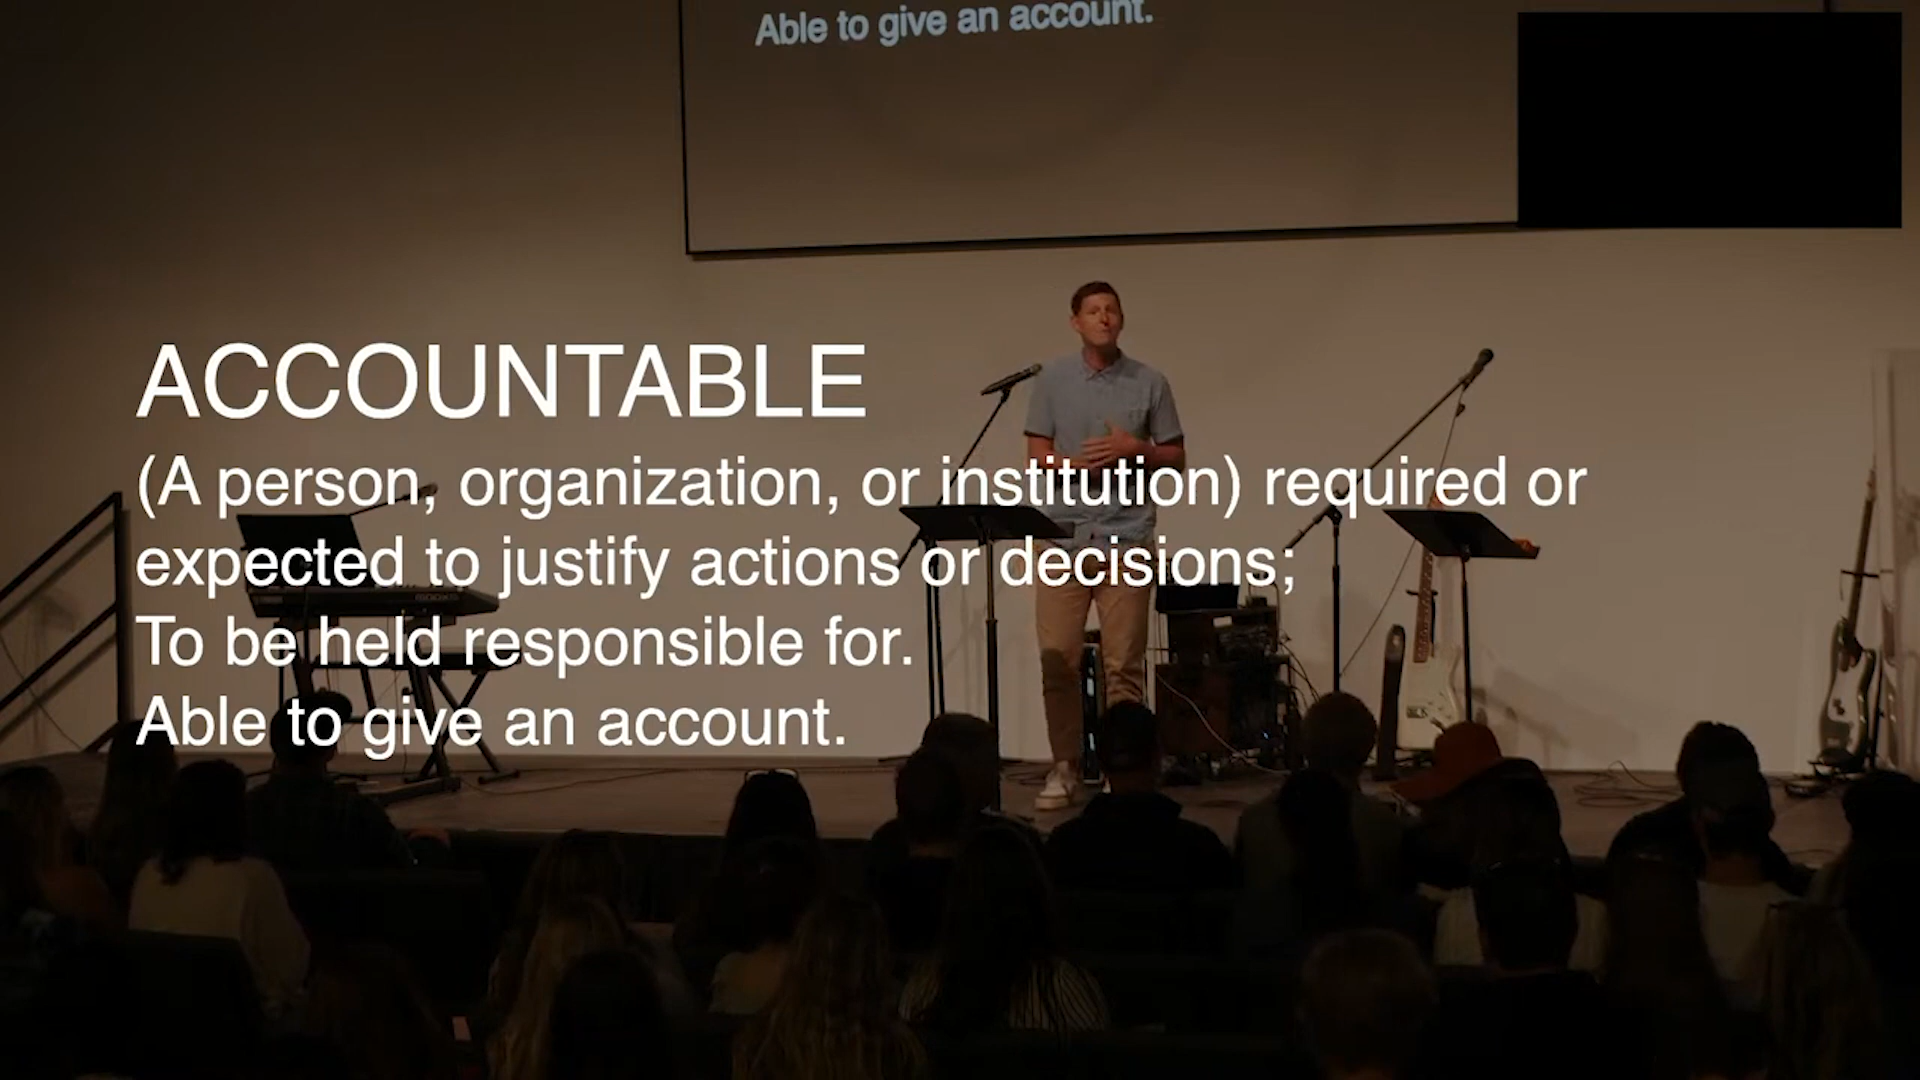 Able to give an account.
ACCOUNTABLE
(A person, organization, or institution) required or
expected to justify actions or decisions;
To be held responsible for.
Able to give an account.